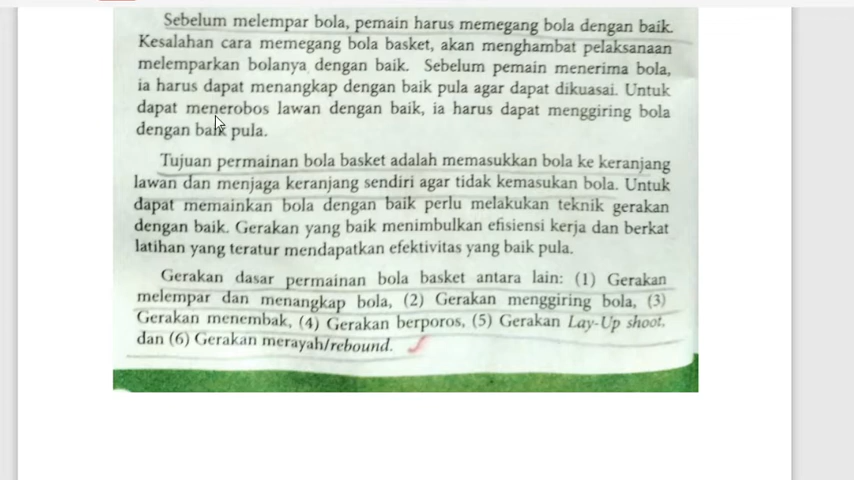 Sebelum melempar bola, pemain harus memegang bola dengan baik.
Kesalahan cara memegang bola basket, akan menghambat pelaksanaan
melemparkan bolanya dengan baik. Sebelum pemain menerima bola,
ia harus dapat menangkap dengan baik pula agar dapat dikuasai. Untuk
dapat menerobos lawan dengan baik, ia harus dapat menggiring bola
dengan baik pula.
Tujuan permainan bola basket adalah memasukkan bola ke keranjang
lawan dan menjaga keranjang sendiri agar tidak kemasukan bola. Untuk
dapat memainkan bola dengan baik perlu melakukan teknik gerakan
dengan baik. Gerakan yang baik menimbulkan efisiensi kerja dan berkat
latihan yang teratur mendapatkan efektivitas yang baik pula.
Gerakan dasar permainan bola basket antara lain: (1) Gerakan
melempar dan menangkap bola, (2) Gerakan menggiring bola, (3)
Gerakan menembak, (4) Gerakan berporos, (5) Gerakan Lay-Up shoot,
dan (6) Gerakan merayah/rebound.